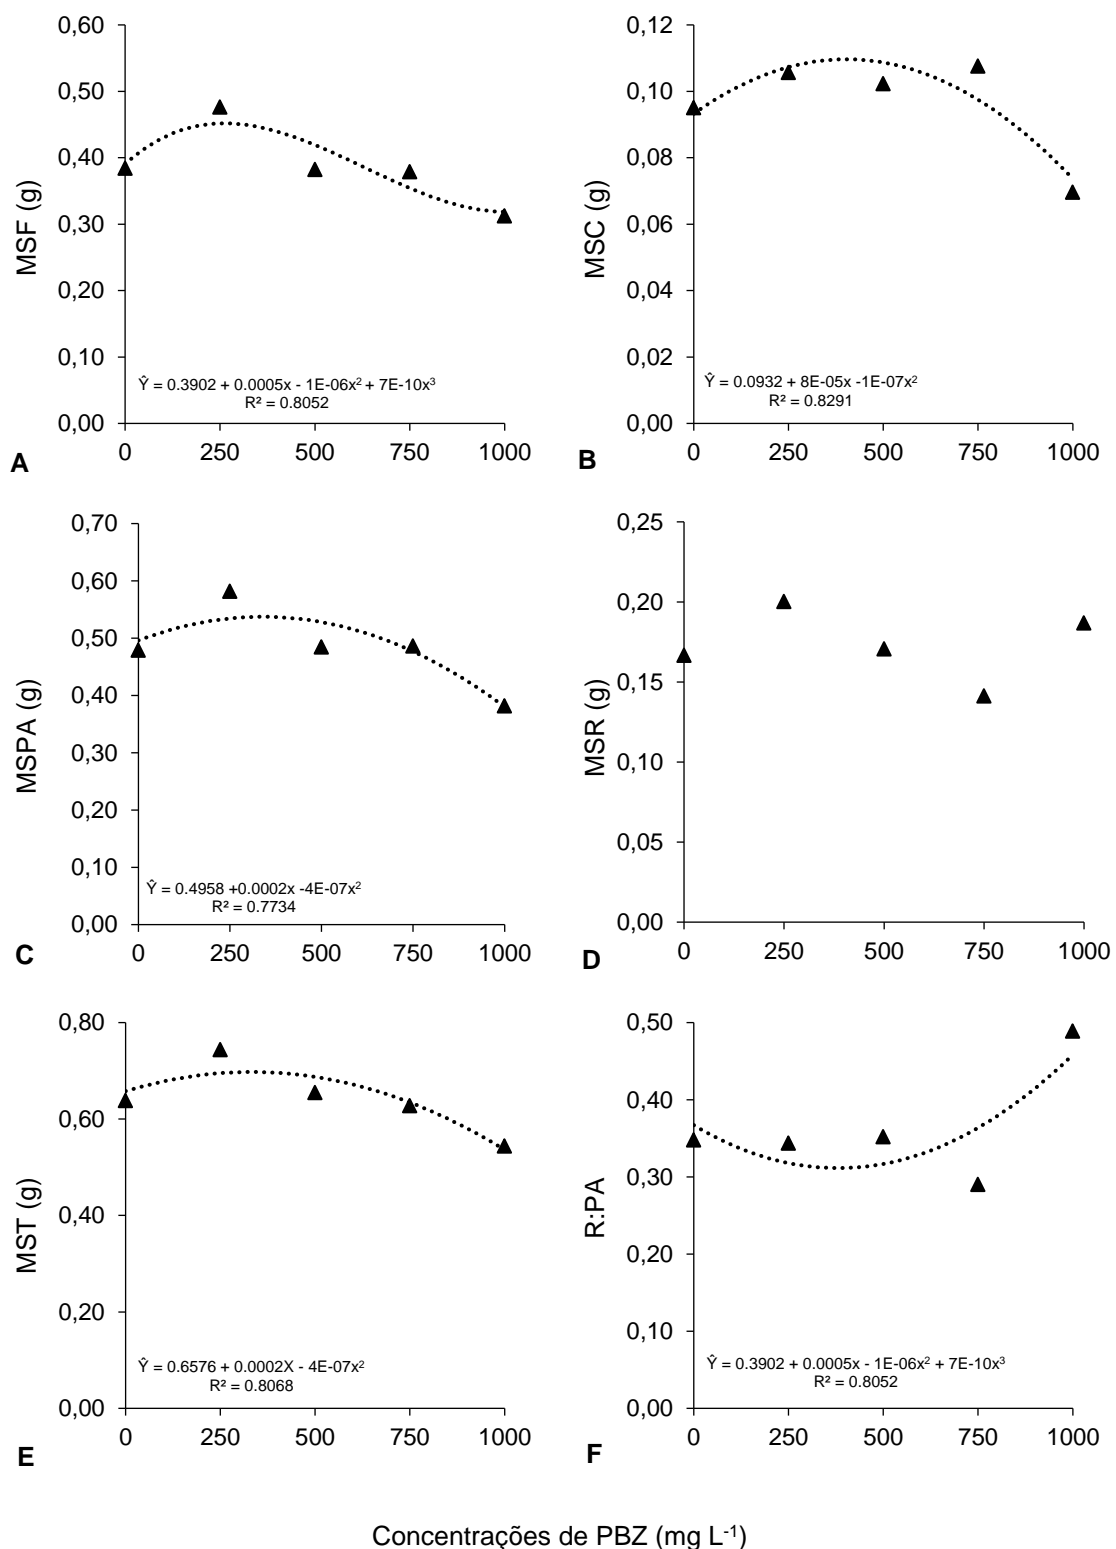 0,60
0,50
0,40
0,30
0,20
0,10
0,00
MSF (g)
Ŷ = 0.3902 + 0.0005x - 1E-06x² + 7E-10x³
R² = 0.8052
0 250 500 750 1000
A
0,12
0,10
0,08
0,06
0,04
0,02
0,00
MSC (g)
Ŷ = 0.0932 + 8E-05x -1E-07x²
R² = 0.8291
0 250 500 750 1000
B
0,70
0,60
0,50
0,40
0,30
0,20
0,10
0,00
MSPA (g)
Ŷ = 0.4958 +0.0002x -4E-07x²
R² = 0.7734
0 250 500 750 1000
C
0,25
0,20
0,15
0,10
0,05
0,00
MSR (g)
0 250 500 750 1000
D
0,80
0,60
0,40
0,20
0,00
MST (g)
Ŷ = 0.6576 + 0.0002X - 4E-07x²
R² = 0.8068
0 250 500 750 1000
E
0,50
0,40
0,30
0,20
0,10
0,00
R:PA
Ŷ = 0.3902 + 0.0005x - 1E-06x² + 7E-10x³
R² = 0.8052
0 250 500 750 1000
F
Concentrações de PBZ (mg L⁻¹)